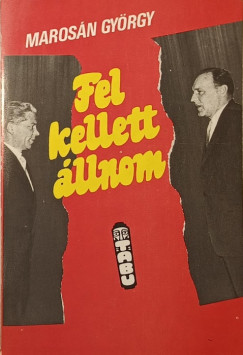 MAROSÁN GYÖRGY
Fel
kellett
állnom
TABU